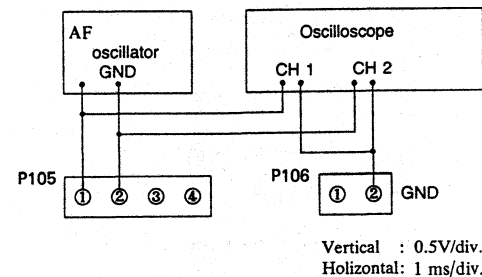 AF
oscillator
GND
Oscilloscope
CH 1 CH 2
P105
① ② ③ ④
P106
① ② GND
Vertical : 0.5V/div.
Holizontal: 1 ms/div.